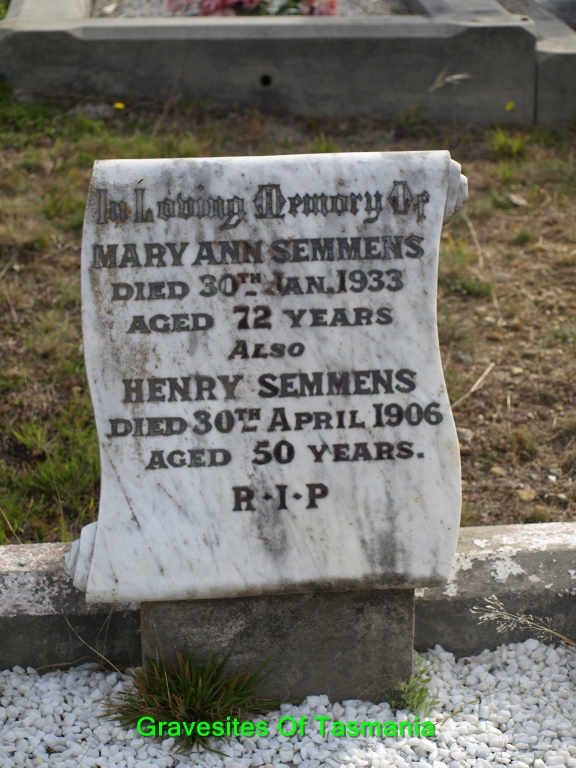 In Loving Memory Of
MARY ANN SEMMENS
DIED 30TH JAN. 1933
AGED 72 YEARS
ALSO
HENRY SEMMENS
DIED 30TH APRIL 1906
AGED 50 YEARS.
R·I·P
Gravesites Of Tasmania